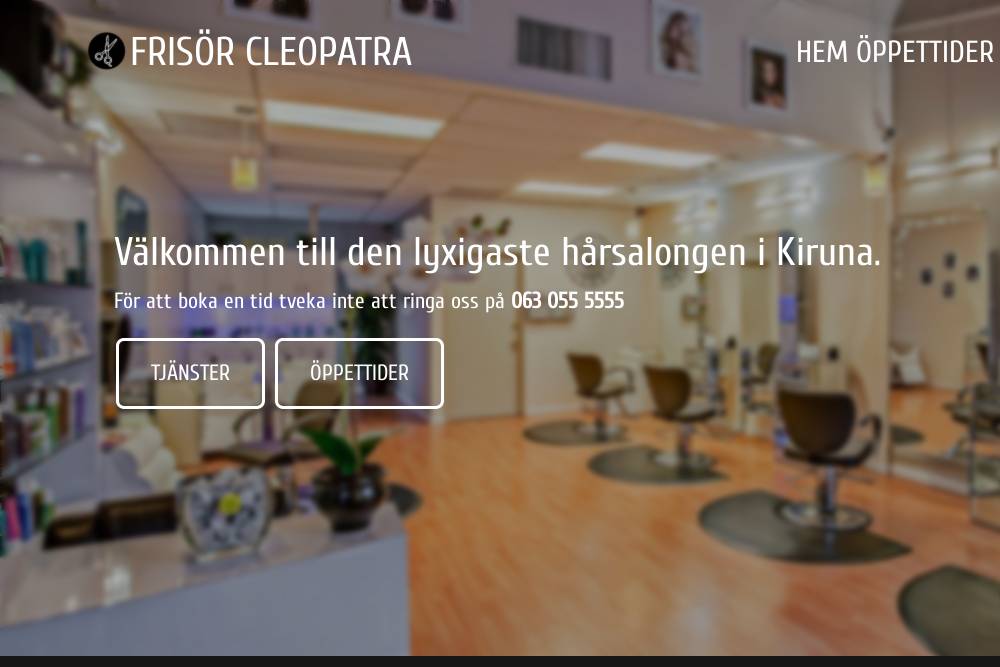 FRISÖR CLEOPATRA
HEM ÖPPETTIDER
Välkommen till den lyxigaste hårsalongen i Kiruna.
För att boka en tid tveka inte att ringa oss på 063 055 5555
TJÄNSTER
ÖPPETTIDER